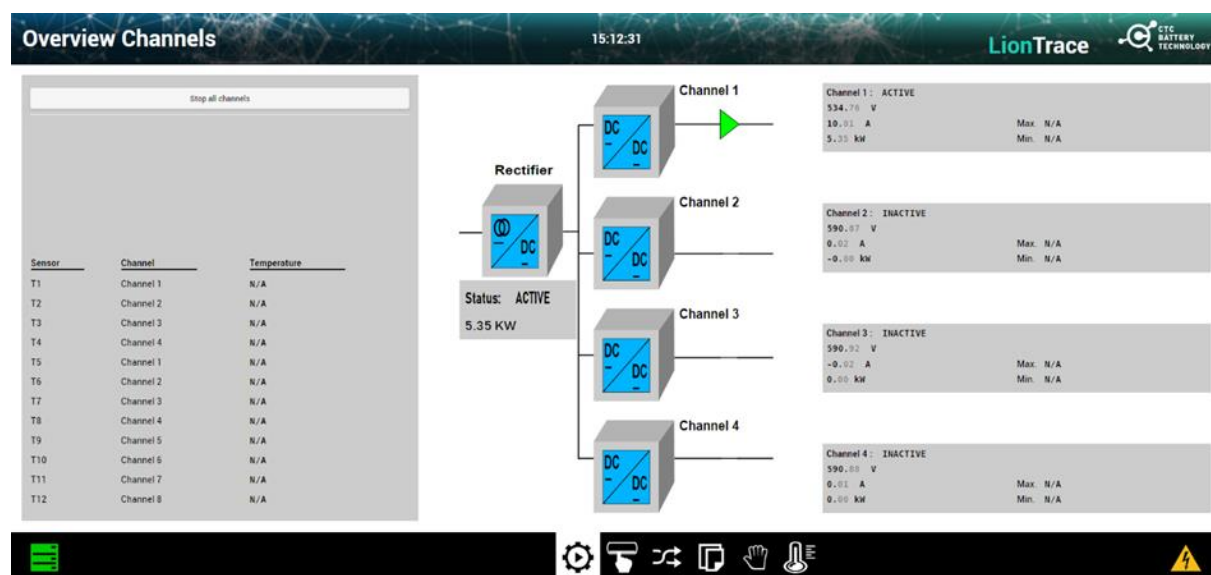 Overview Channels
15:12:31
LionTrace
CTC
BATTERY
TECHNOLOGY
Stop all channels
Sensor Channel Temperature
T1 Channel 1 N/A
T2 Channel 2 N/A
T3 Channel 3 N/A
T4 Channel 4 N/A
T5 Channel 1 N/A
T6 Channel 2 N/A
T7 Channel 3 N/A
T8 Channel 4 N/A
T9 Channel 5 N/A
T10 Channel 6 N/A
T11 Channel 7 N/A
T12 Channel 8 N/A
Rectifier
DC
Status: ACTIVE
5.35 KW
Channel 1
DC
DC
Channel 2
DC
DC
Channel 3
DC
DC
Channel 4
DC
DC
Channel 1 : ACTIVE
534.78 V
10.01 A Max. N/A
5.35 kW Min. N/A
Channel 2 : INACTIVE
590.87 V
0.02 A Max. N/A
-0.00 kW Min. N/A
Channel 3 : INACTIVE
590.92 V
-0.02 A Max. N/A
0.00 kW Min. N/A
Channel 4 : INACTIVE
590. V
0.01 A Max. N/A
0.00 kW Min. N/A